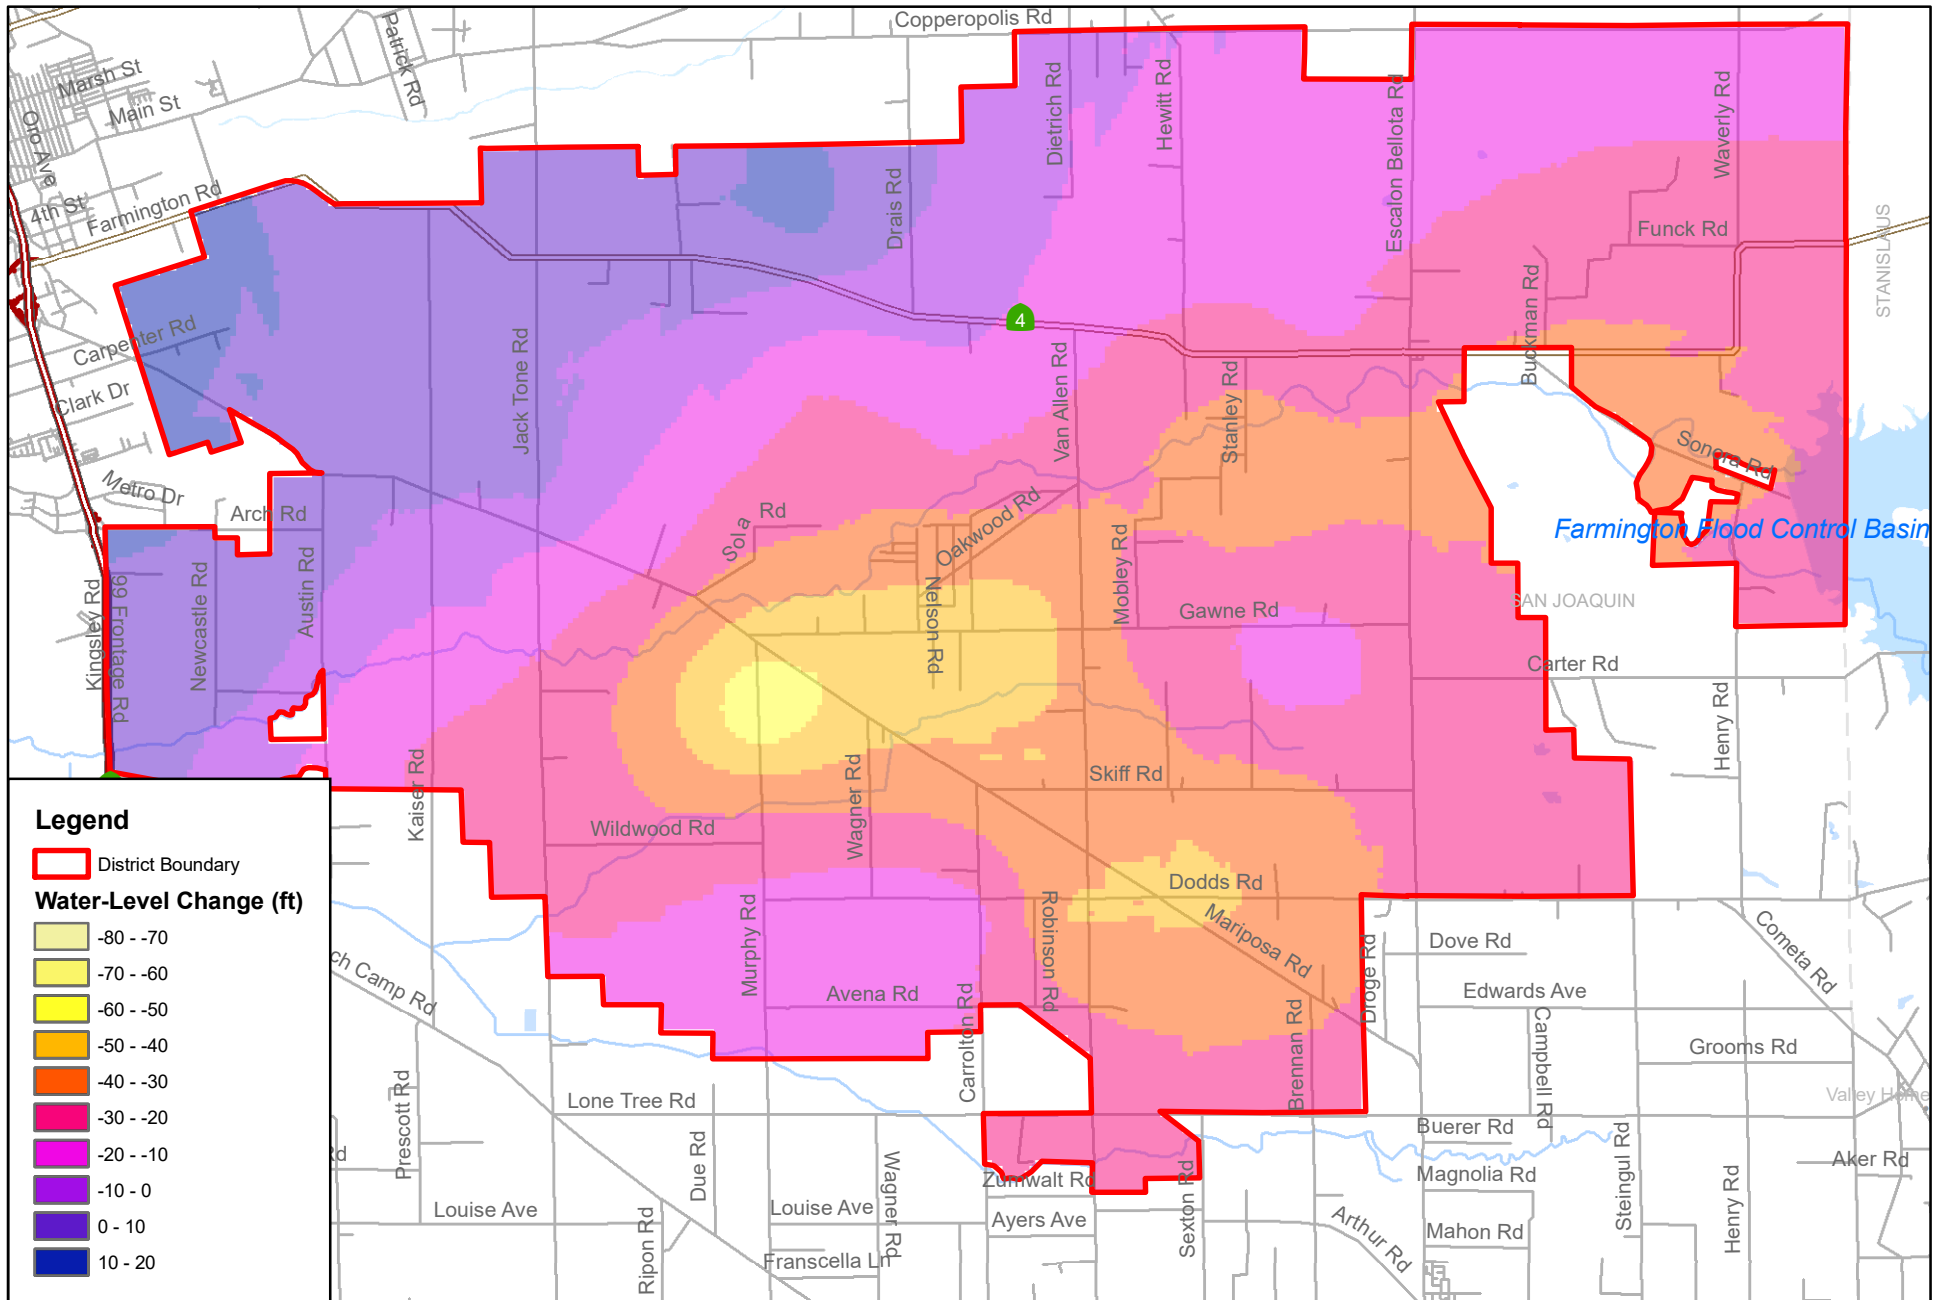 Copperopolis Rd
Patrick Rd
Marsh St
Main St
Oro Ave
4th St
Farmington Rd
Dietrich Rd
Hewitt Rd
Escalon Bellota Rd
Waverly Rd
Drais Rd
Funck Rd
STANISLAUS
Buckman Rd
4
Carpenter Rd
Clark Dr
Jack Tone Rd
Van Allen Rd
Stanley Rd
Sonora Rd
Metro Dr
Arch Rd
Sola Rd
Oakwood Rd
Farmington Flood Control Basin
Kingsley Rd
99 Frontage Rd
Newcastle Rd
Austin Rd
Nelson Rd
Mobley Rd
Gawne Rd
SAN JOAQUIN
Carter Rd
Henry Rd
Kaiser Rd
Wagner Rd
Skiff Rd
Wildwood Rd
Murphy Rd
Dodds Rd
Mariposa Rd
Robinson Rd
Avena Rd
Carrolton Rd
Brennan Rd
Droge Rd
Dove Rd
Edwards Ave
Cometa Rd
Campbell Rd
Grooms Rd
Valley Home
ch Camp Rd
Prescott Rd
Lone Tree Rd
Due Rd
Buerer Rd
Magnolia Rd
Aker Rd
Rd
Wagner Rd
Zumwalt Rd
Sexton Rd
Steingul Rd
Henry Rd
Louise Ave
Louise Ave
Ayers Ave
Ripon Rd
Franscella Ln
Arthur Rd
Mahon Rd
Legend
District Boundary
Water-Level Change (ft)
-80 - -70
-70 - -60
-60 - -50
-50 - -40
-40 - -30
-30 - -20
-20 - -10
-10 - 0
0 - 10
10 - 20